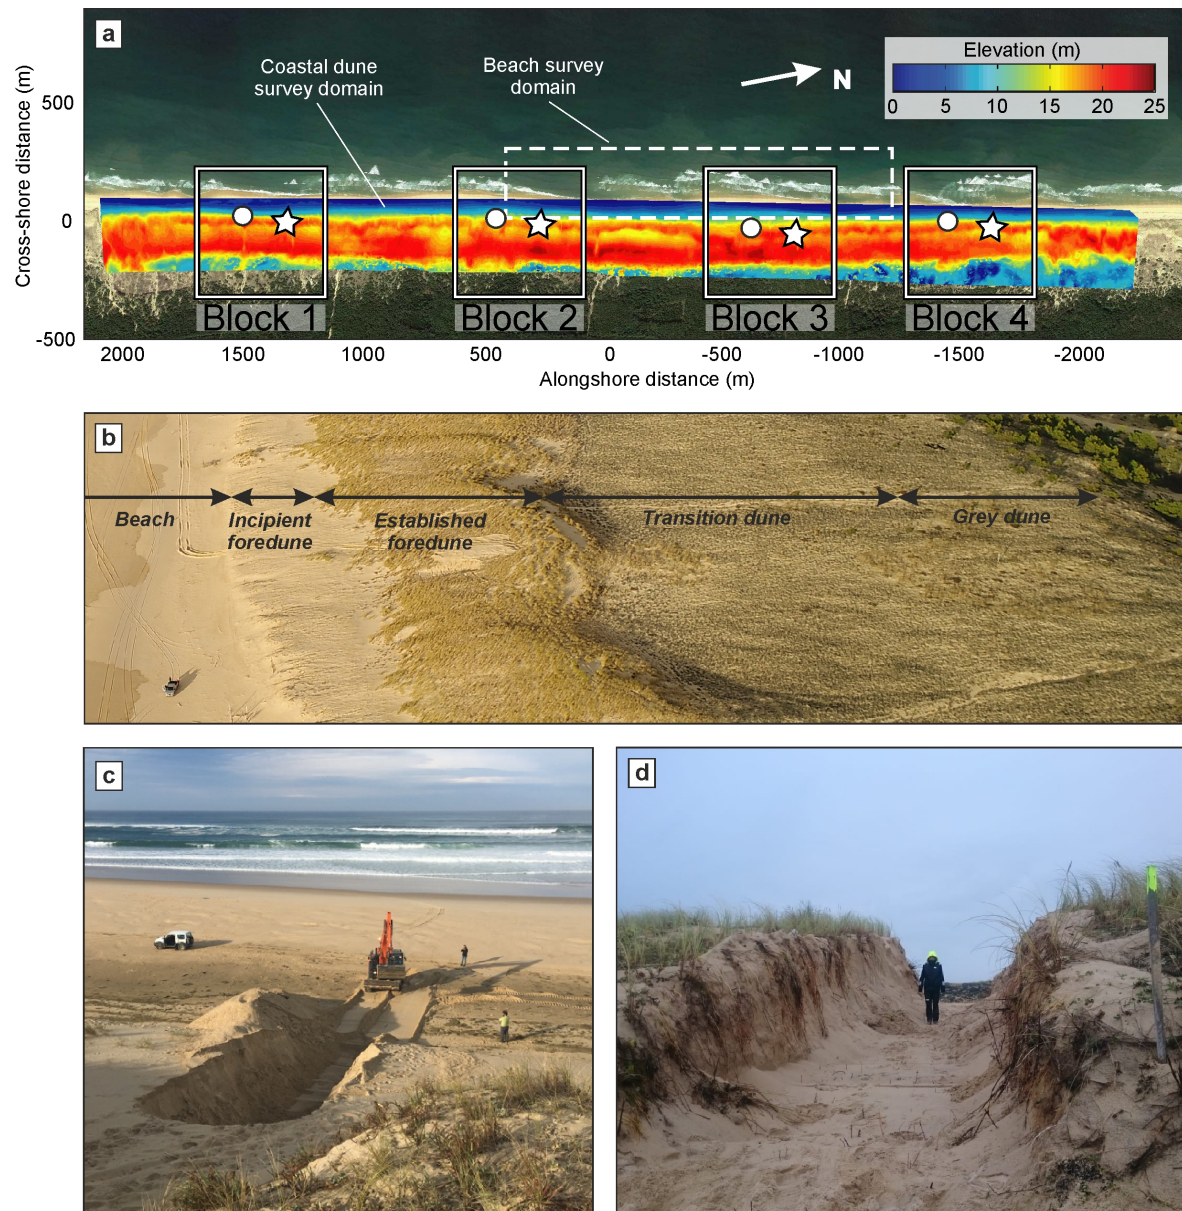 a
Coastal dune
survey domain
Beach survey
domain
N
Elevation (m)
0 5 10 15 20 25
Cross-shore distance (m)
500
0
-500
Block 1
Block 2
Block 3
Block 4
2000 1500 1000 500 0 -500 -1000 -1500 -2000
Alongshore distance (m)
b
Beach
Incipient
foredune
Established
foredune
Transition dune
Grey dune
c
d